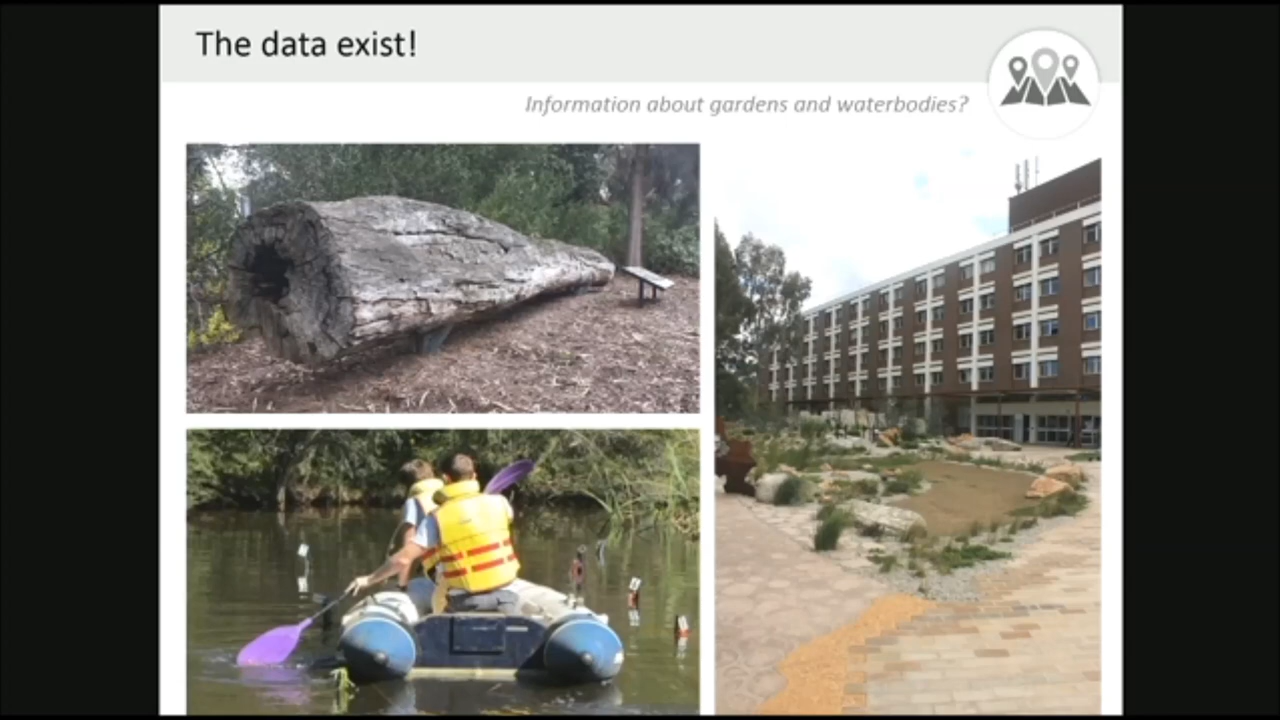 The data exist!
Information about gardens and waterbodies?